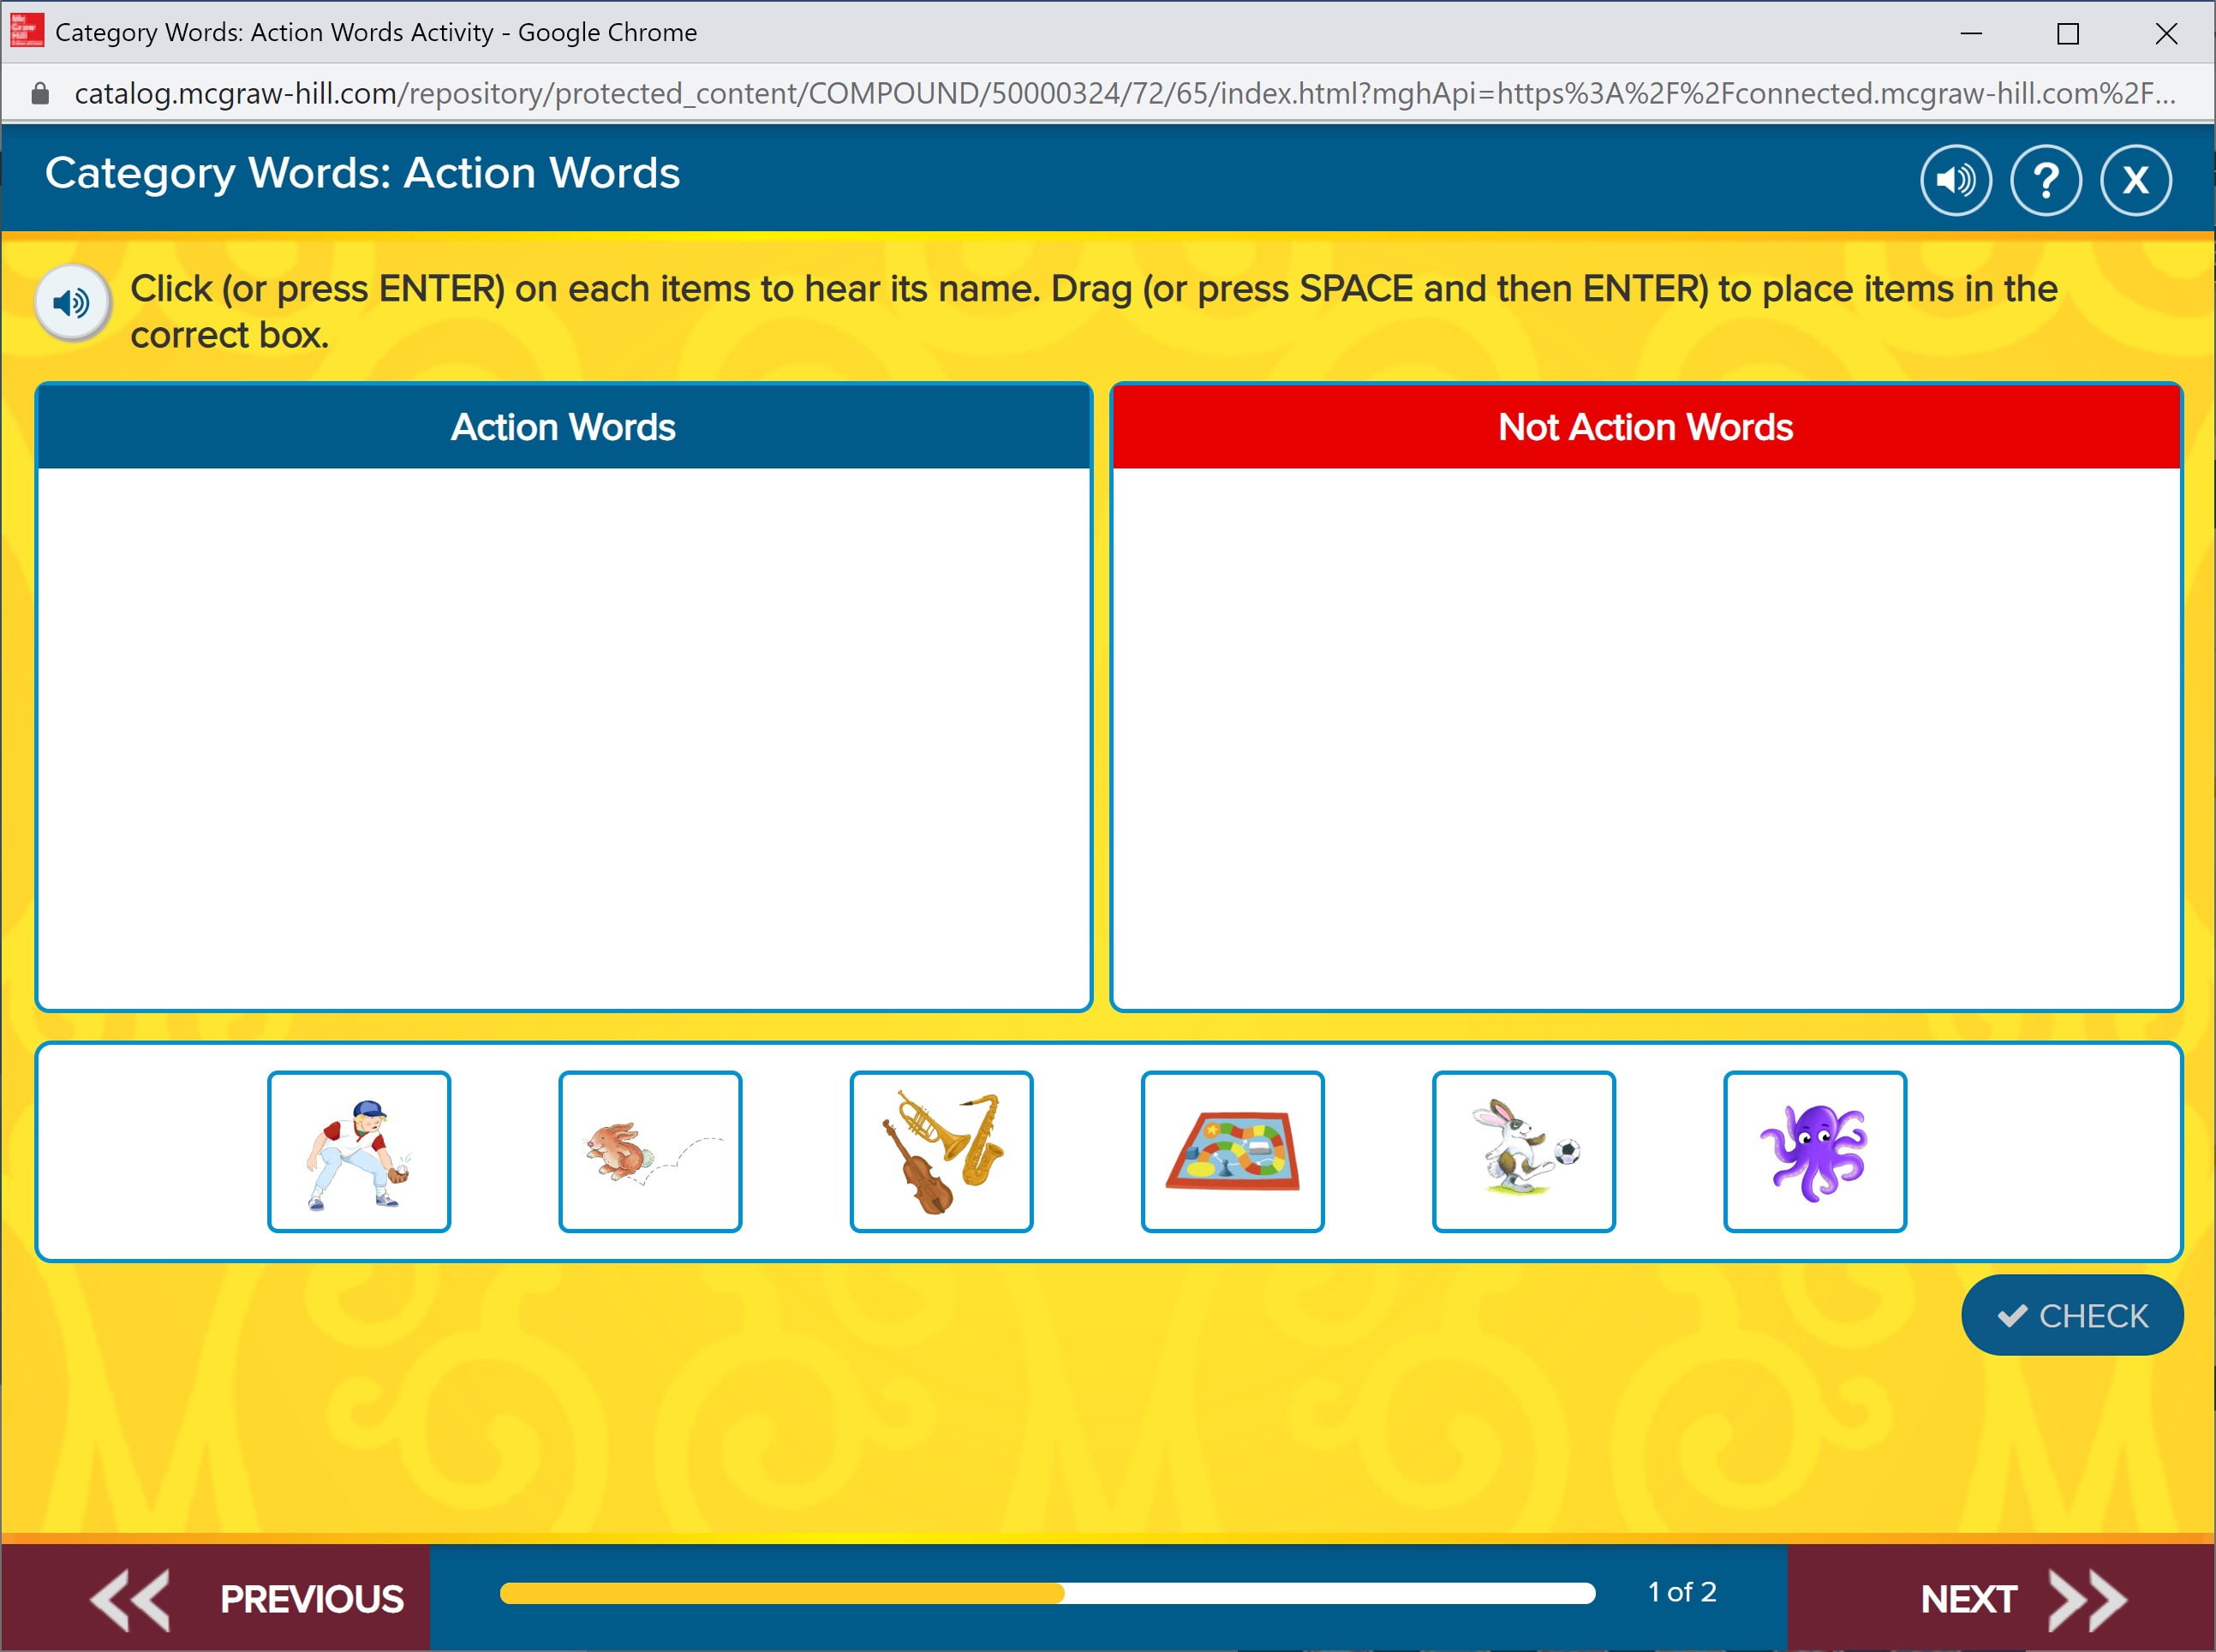 Category Words: Action Words Activity - Google Chrome
catalog.mcgraw-hill.com/repository/protected_content/COMPOUND/50000324/72/65/index.html?mghApi=https%3A%2F%2Fconnected.mcgraw-hill.com%2F...
Category Words: Action Words
? X
Click (or press ENTER) on each items to hear its name. Drag (or press SPACE and then ENTER) to place items in the
correct box.
Action Words
Not Action Words
CHECK
PREVIOUS
1 of 2
NEXT